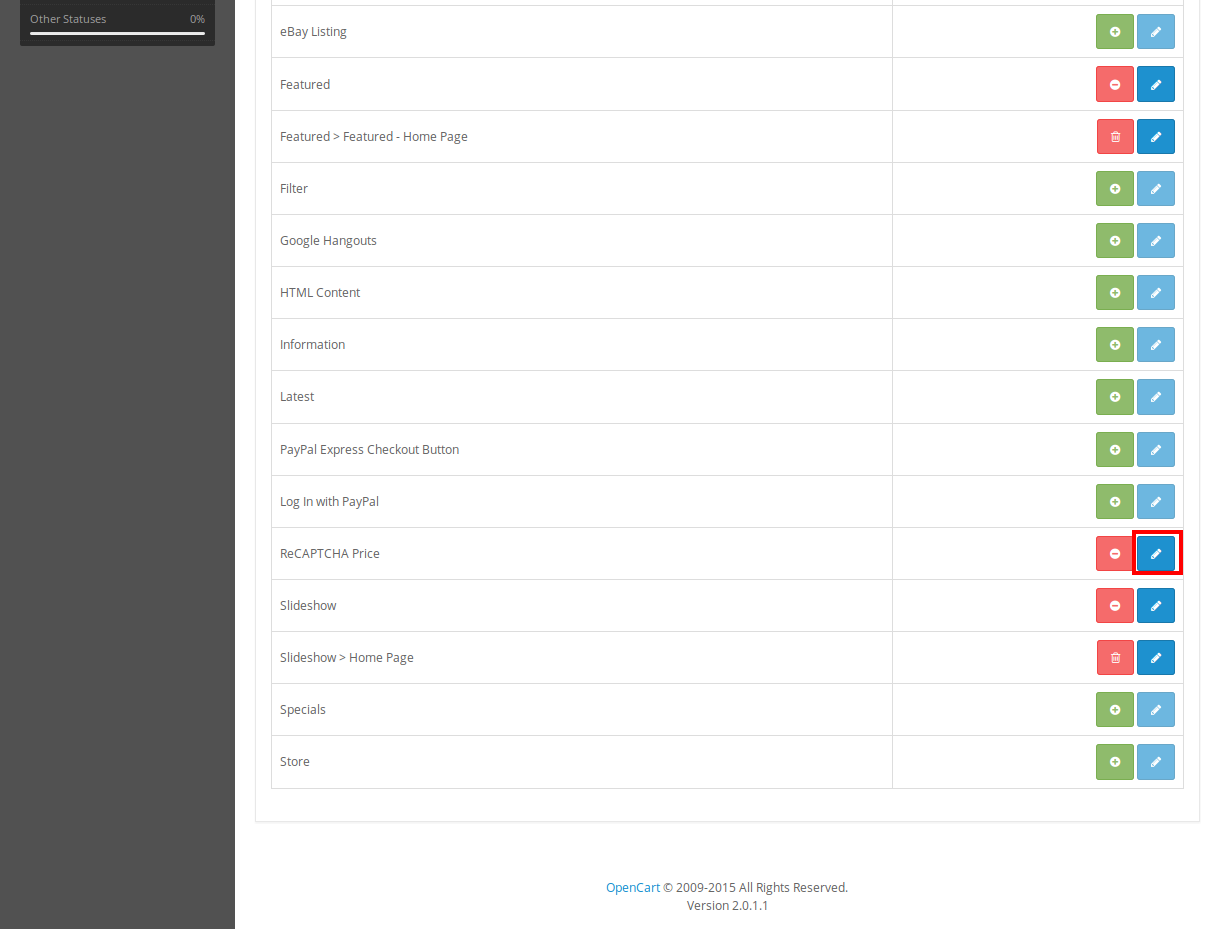 Other Statuses 0%
eBay Listing
Featured
Featured > Featured - Home Page
Filter
Google Hangouts
HTML Content
Information
Latest
PayPal Express Checkout Button
Log In with PayPal
ReCAPTCHA Price
Slideshow
Slideshow > Home Page
Specials
Store
OpenCart © 2009-2015 All Rights Reserved.
Version 2.0.1.1